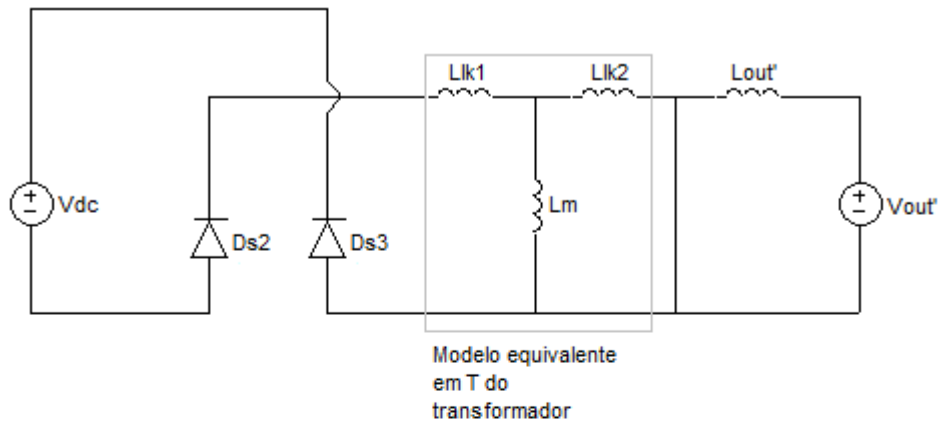 Llk1
Llk2
Lout'
Vdc
Ds2
Ds3
Lm
Vout'
Modelo equivalente
em T do
transformador